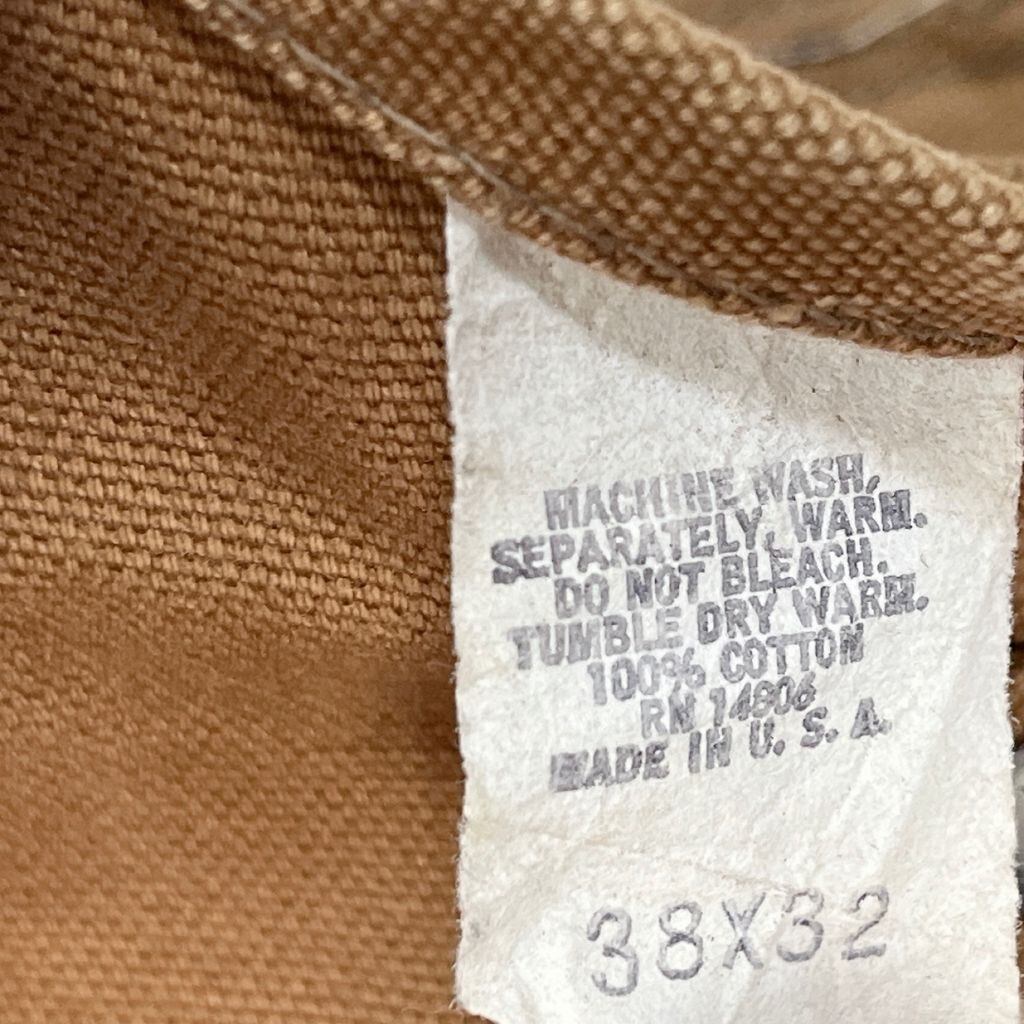 MACHINE WASH,
SEPARATELY, WARM.
DO NOT BLEACH.
TUMBLE DRY WARM.
100% COTTON
RN 14806
MADE IN U. S. A.
38X32